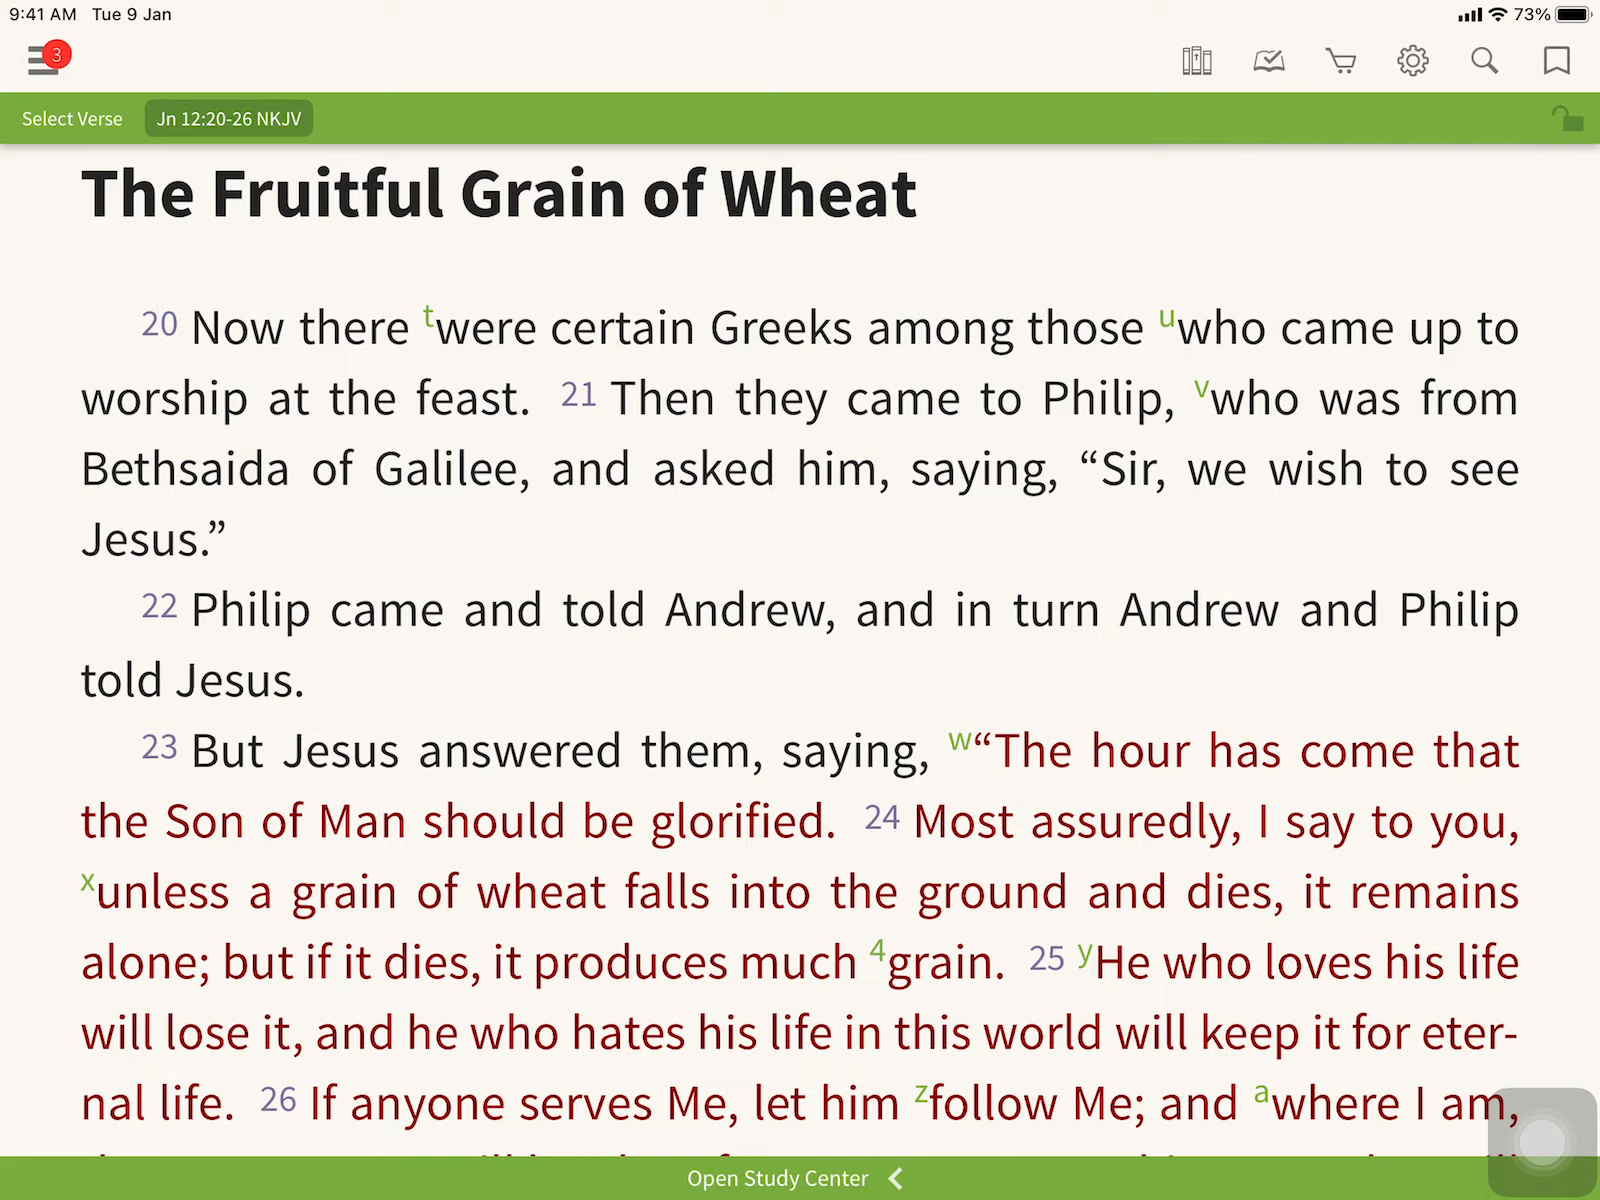 9:41 AM Tue 9 Jan 73%
3
Select Verse Jn 12:20-26 NKJV
The Fruitful Grain of Wheat
20 Now there twere certain Greeks among those uwho came up to
worship at the feast. 21 Then they came to Philip, vwho was from
Bethsaida of Galilee, and asked him, saying, “Sir, we wish to see
Jesus.”
22 Philip came and told Andrew, and in turn Andrew and Philip
told Jesus.
23 But Jesus answered them, saying, w“The hour has come that
the Son of Man should be glorified. 24 Most assuredly, I say to you,
xunless a grain of wheat falls into the ground and dies, it remains
alone; but if it dies, it produces much 4grain. 25 yHe who loves his life
will lose it, and he who hates his life in this world will keep it for eter-
nal life. 26 If anyone serves Me, let him zfollow Me; and awhere I am,
Open Study Center